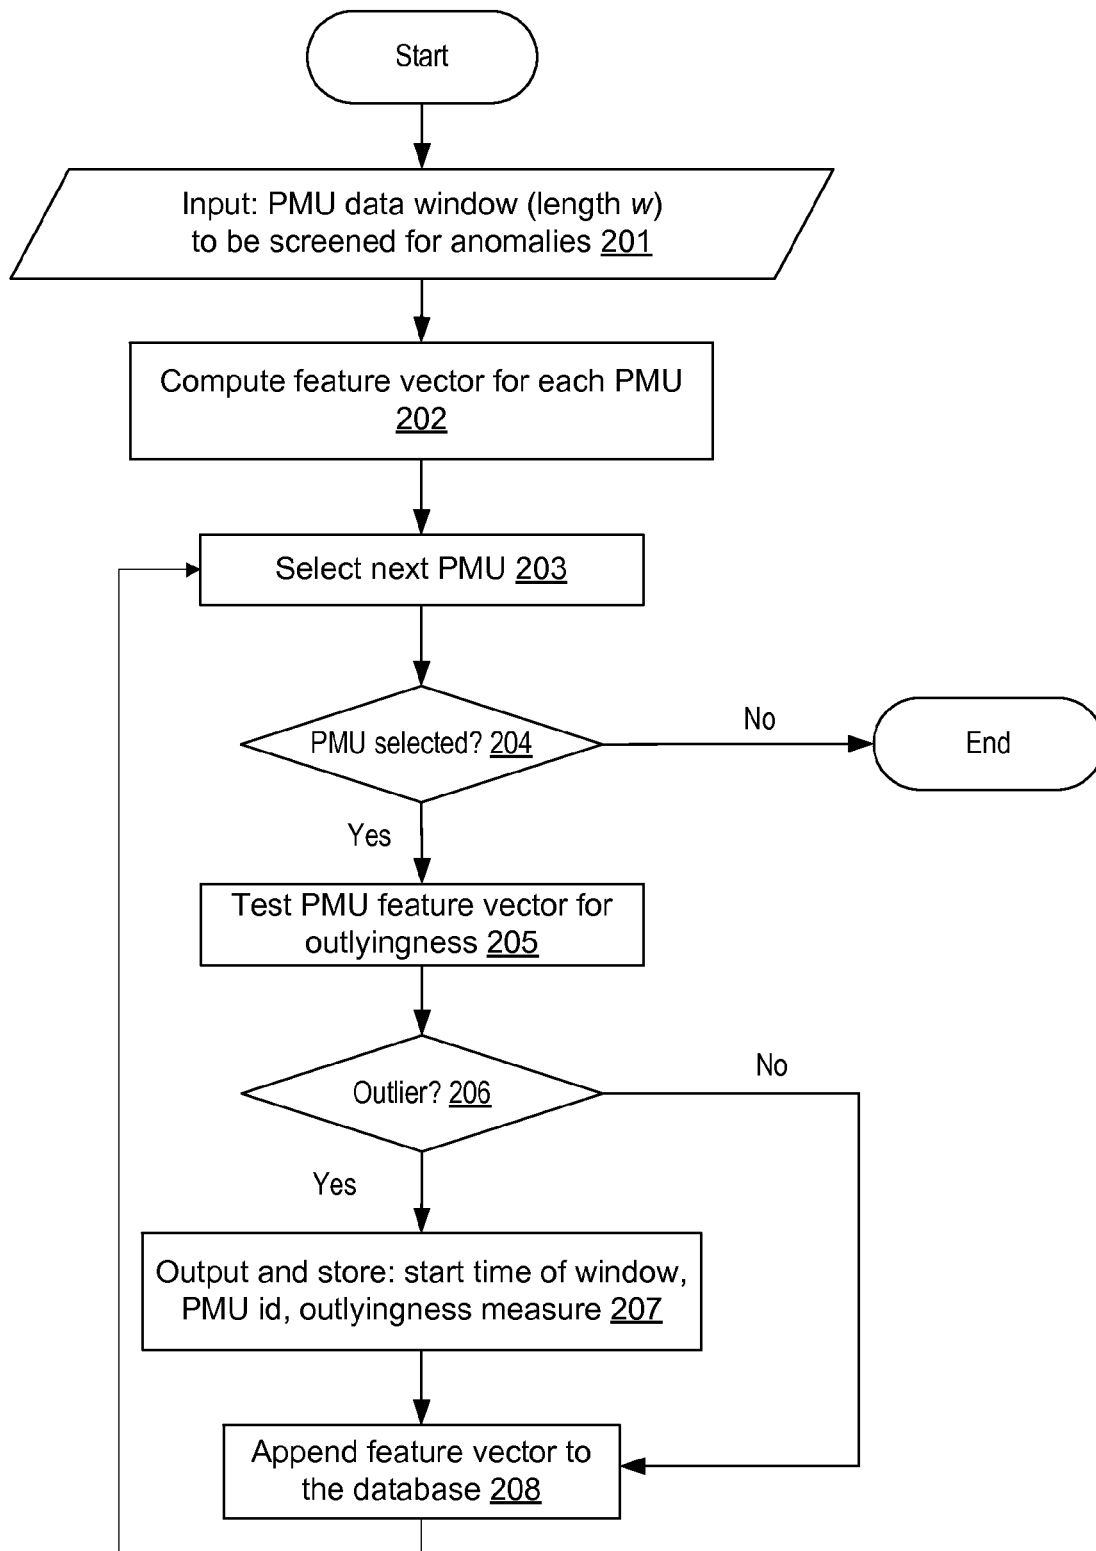 Start
Input: PMU data window (length w)
to be screened for anomalies 201
Compute feature vector for each PMU
202
Select next PMU 203
PMU selected? 204
No
End
Yes
Test PMU feature vector for
outlyingness 205
Outlier? 206
No
Yes
Output and store: start time of window,
PMU id, outlyingness measure 207
Append feature vector to
the database 208